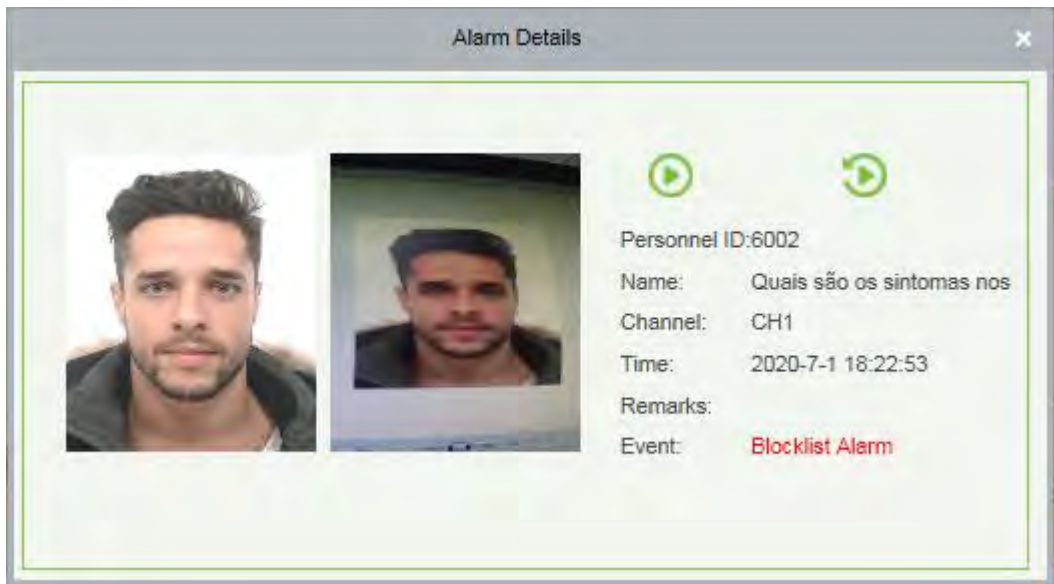 Alarm Details
Personnel ID:6002
Name: Quais são os sintomas nos
Channel: CH1
Time: 2020-7-1 18:22:53
Remarks:
Event: Blocklist Alarm